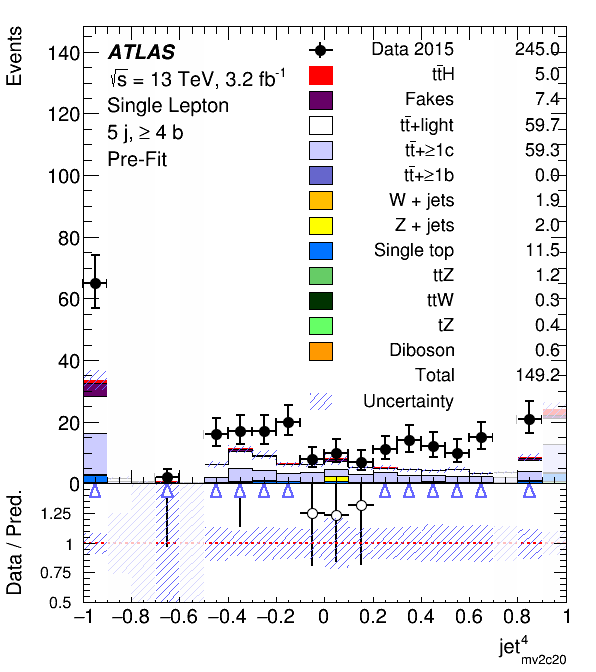 Events
140
120
100
80
60
40
20
0
ATLAS
√s = 13 TeV, 3.2 fb-1
Single Lepton
5 j, ≥ 4 b
Pre-Fit
Data 2015 245.0
tt̄H 5.0
Fakes 7.4
tt̄+light 59.7
tt̄+≥1c 59.3
tt̄+≥1b 0.0
W + jets 1.9
Z + jets 2.0
Single top 11.5
ttZ 1.2
ttW 0.3
tZ 0.4
Diboson 0.6
Total 149.2
Uncertainty
Data / Pred.
1.25
1
0.75
0.5
−1 −0.8 −0.6 −0.4 −0.2 0 0.2 0.4 0.6 0.8 1
jet4mv2c20